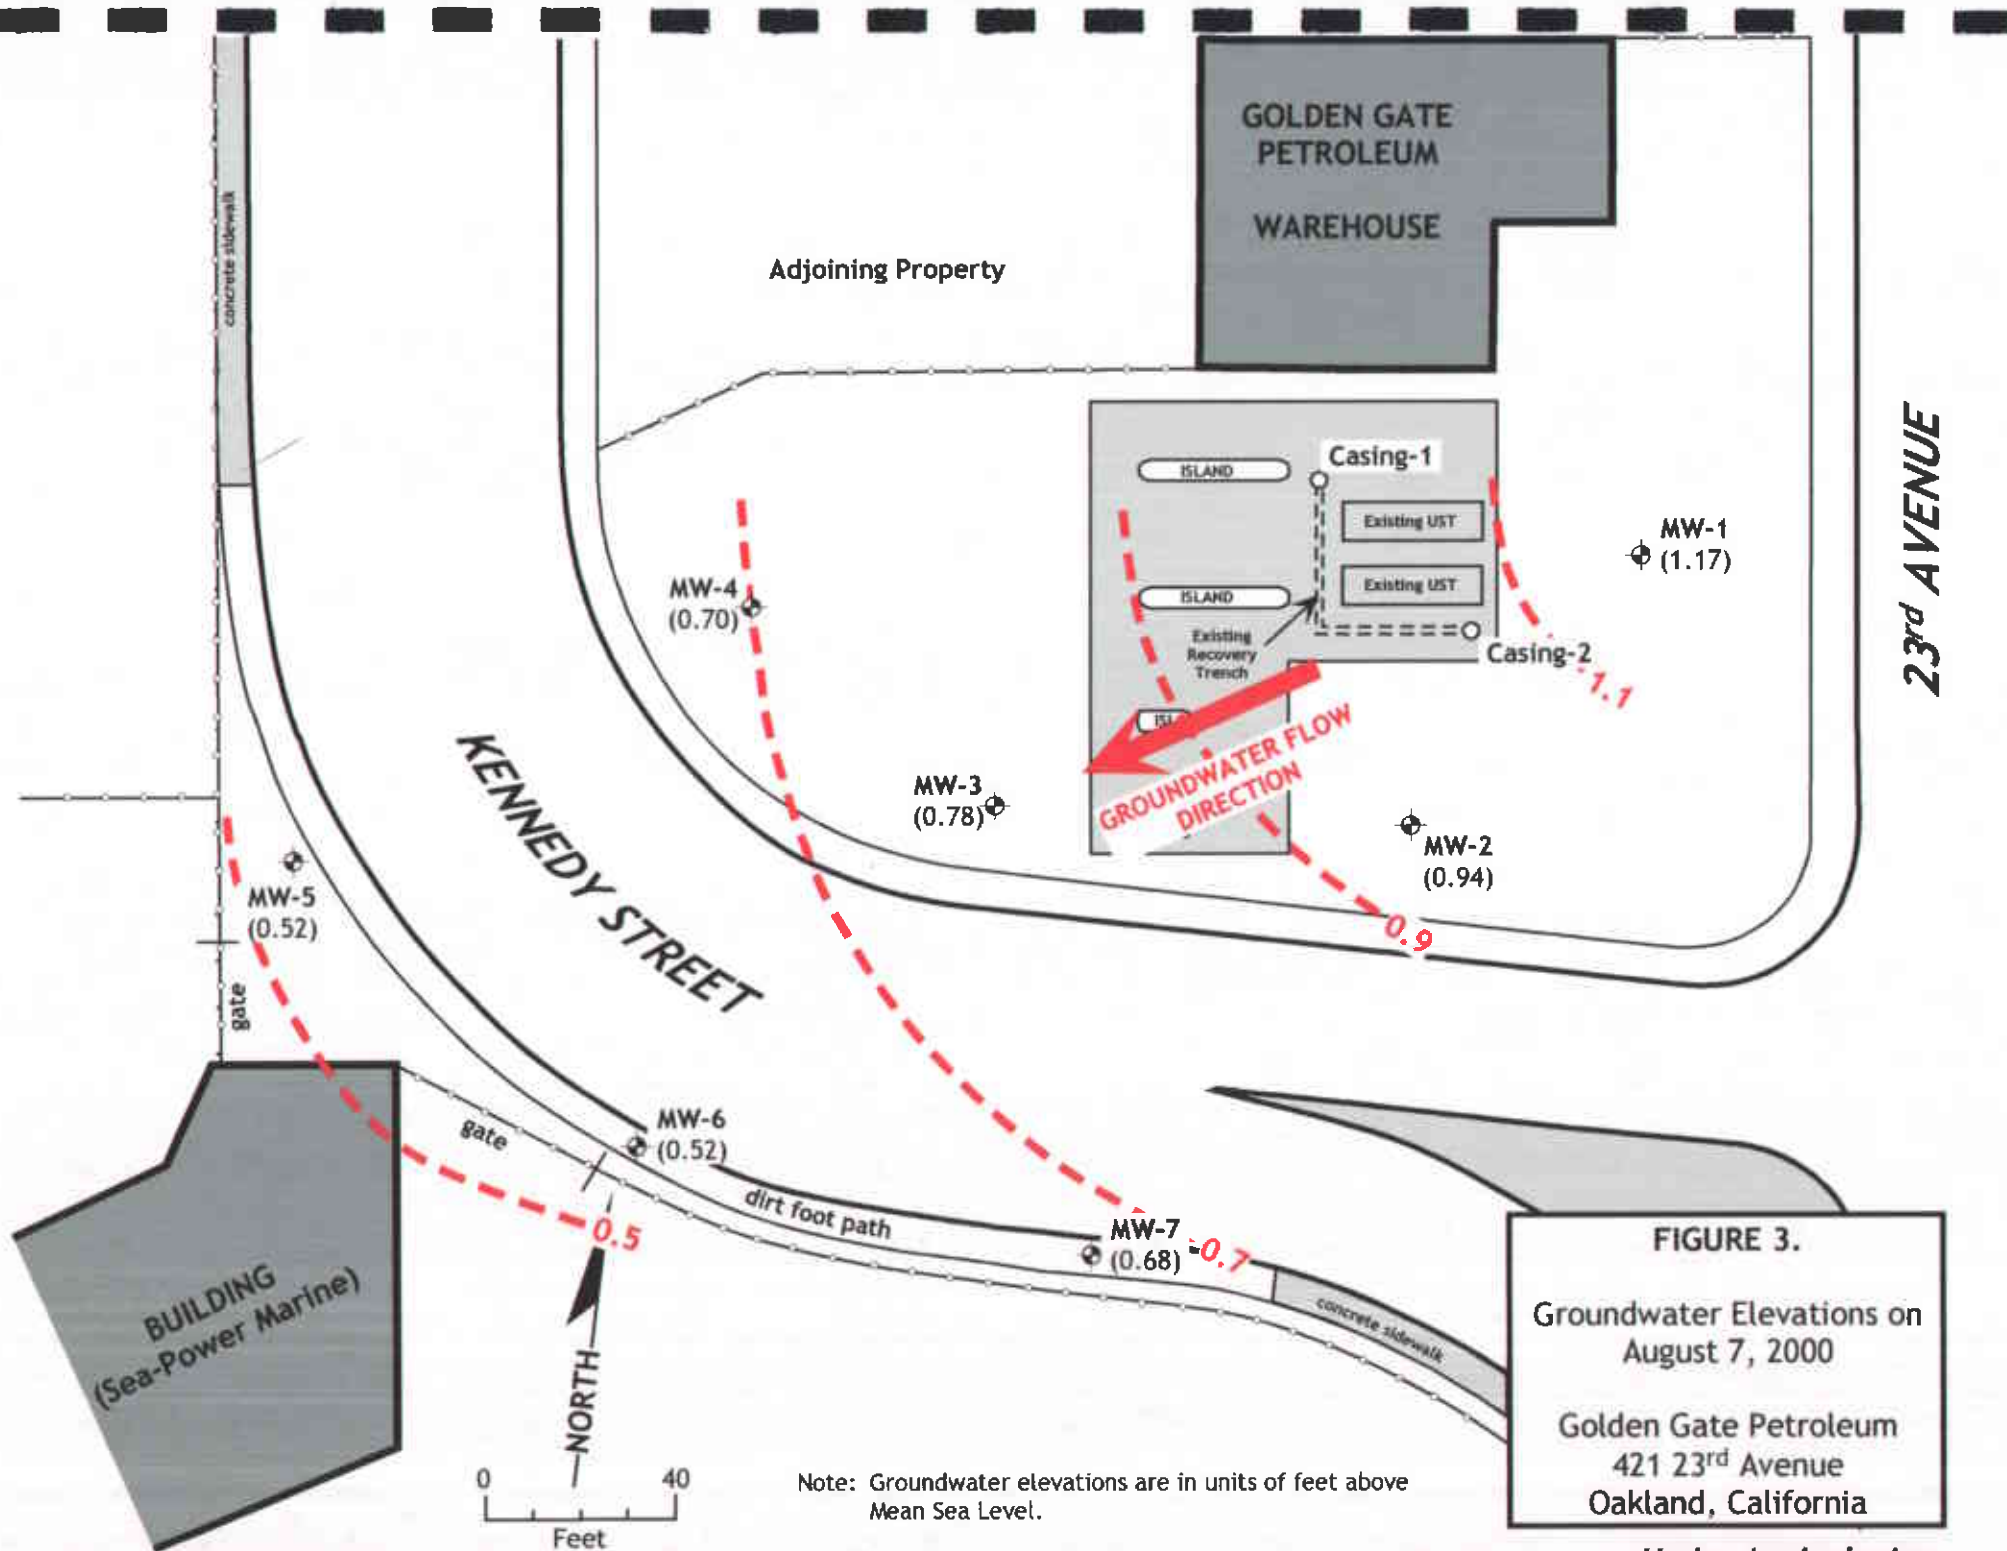 GOLDEN GATE
PETROLEUM
WAREHOUSE
concrete sidewalk
Adjoining Property
23rd AVENUE
ISLAND
Casing-1
Existing UST
MW-1
(1.17)
MW-4
(0.70)
ISLAND
Existing UST
Existing
Recovery
Trench
Casing-2
1.1
ISL
GROUNDWATER FLOW
DIRECTION
KENNEDY STREET
MW-3
(0.78)
MW-2
(0.94)
MW-5
(0.52)
0.9
gate
MW-6
(0.52)
gate
dirt foot path
0.5
MW-7
(0.68)
0.7
concrete sidewalk
BUILDING
(Sea-Power Marine)
NORTH
0 40
Feet
Note: Groundwater elevations are in units of feet above
Mean Sea Level.
FIGURE 3.
Groundwater Elevations on
August 7, 2000
Golden Gate Petroleum
421 23rd Avenue
Oakland, California